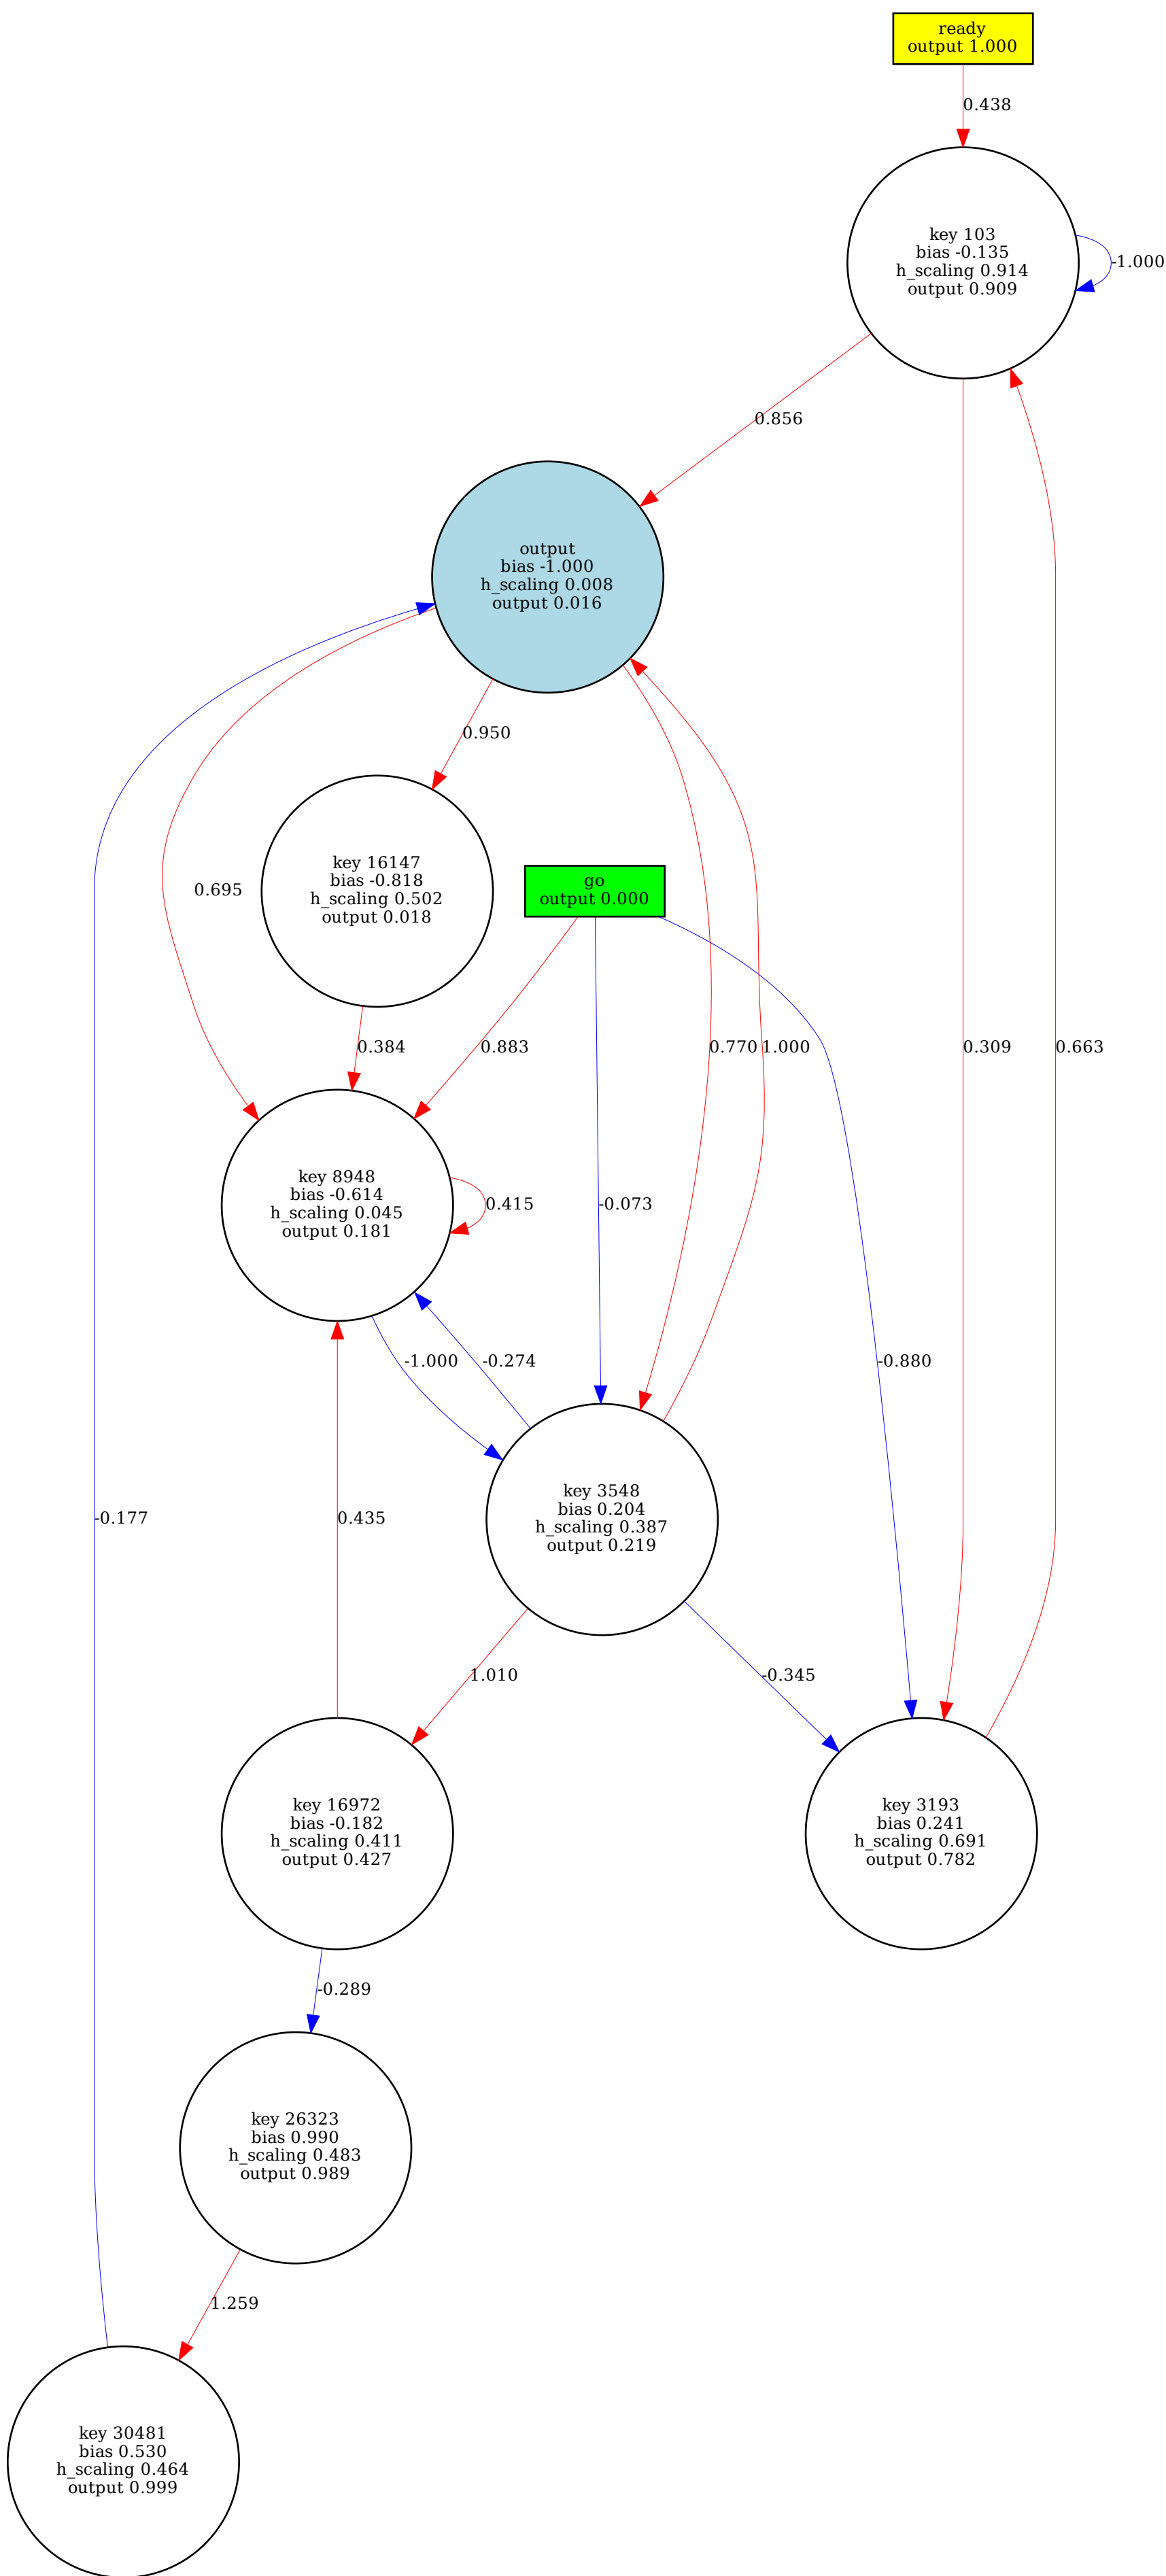 ready
output 1.000
0.438
key 103
bias -0.135
h_scaling 0.914
output 0.909
-1.000
0.856
output
bias -1.000
h_scaling 0.008
output 0.016
0.950
key 16147
bias -0.818
h_scaling 0.502
output 0.018
go
output 0.000
0.695
0.384
0.883
0.770
1.000
0.309
0.663
key 8948
bias -0.614
h_scaling 0.045
output 0.181
0.415
-0.073
-1.000
-0.274
-0.880
-0.177
0.435
key 3548
bias 0.204
h_scaling 0.387
output 0.219
1.010
-0.345
key 16972
bias -0.182
h_scaling 0.411
output 0.427
key 3193
bias 0.241
h_scaling 0.691
output 0.782
-0.289
key 26323
bias 0.990
h_scaling 0.483
output 0.989
1.259
key 30481
bias 0.530
h_scaling 0.464
output 0.999